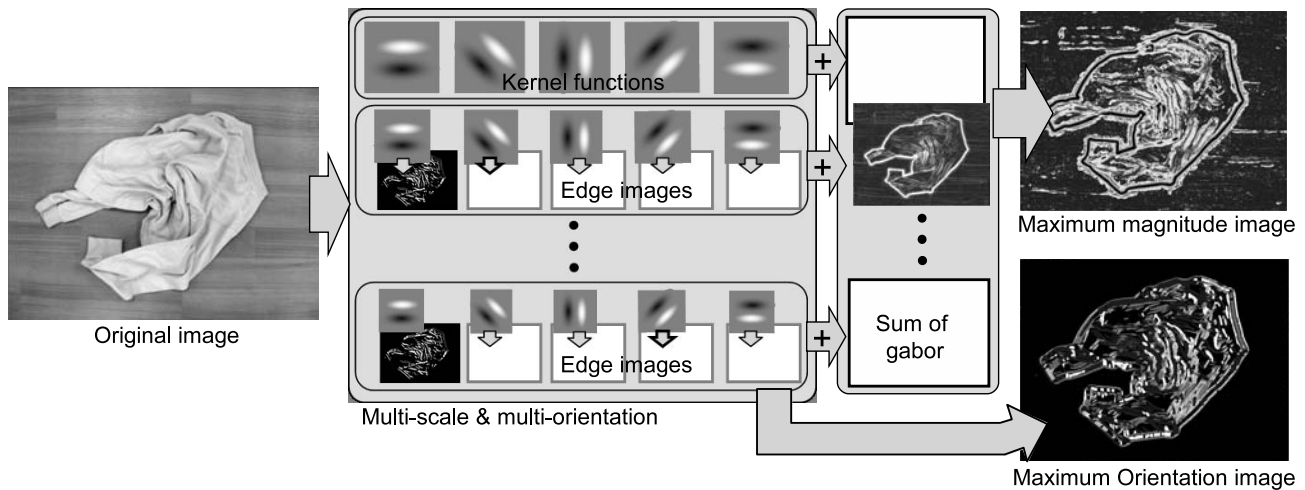 Kernel functions
+
Edge images
+
Original image
Maximum magnitude image
Edge images
+
Sum of
gabor
Multi-scale & multi-orientation
Maximum Orientation image